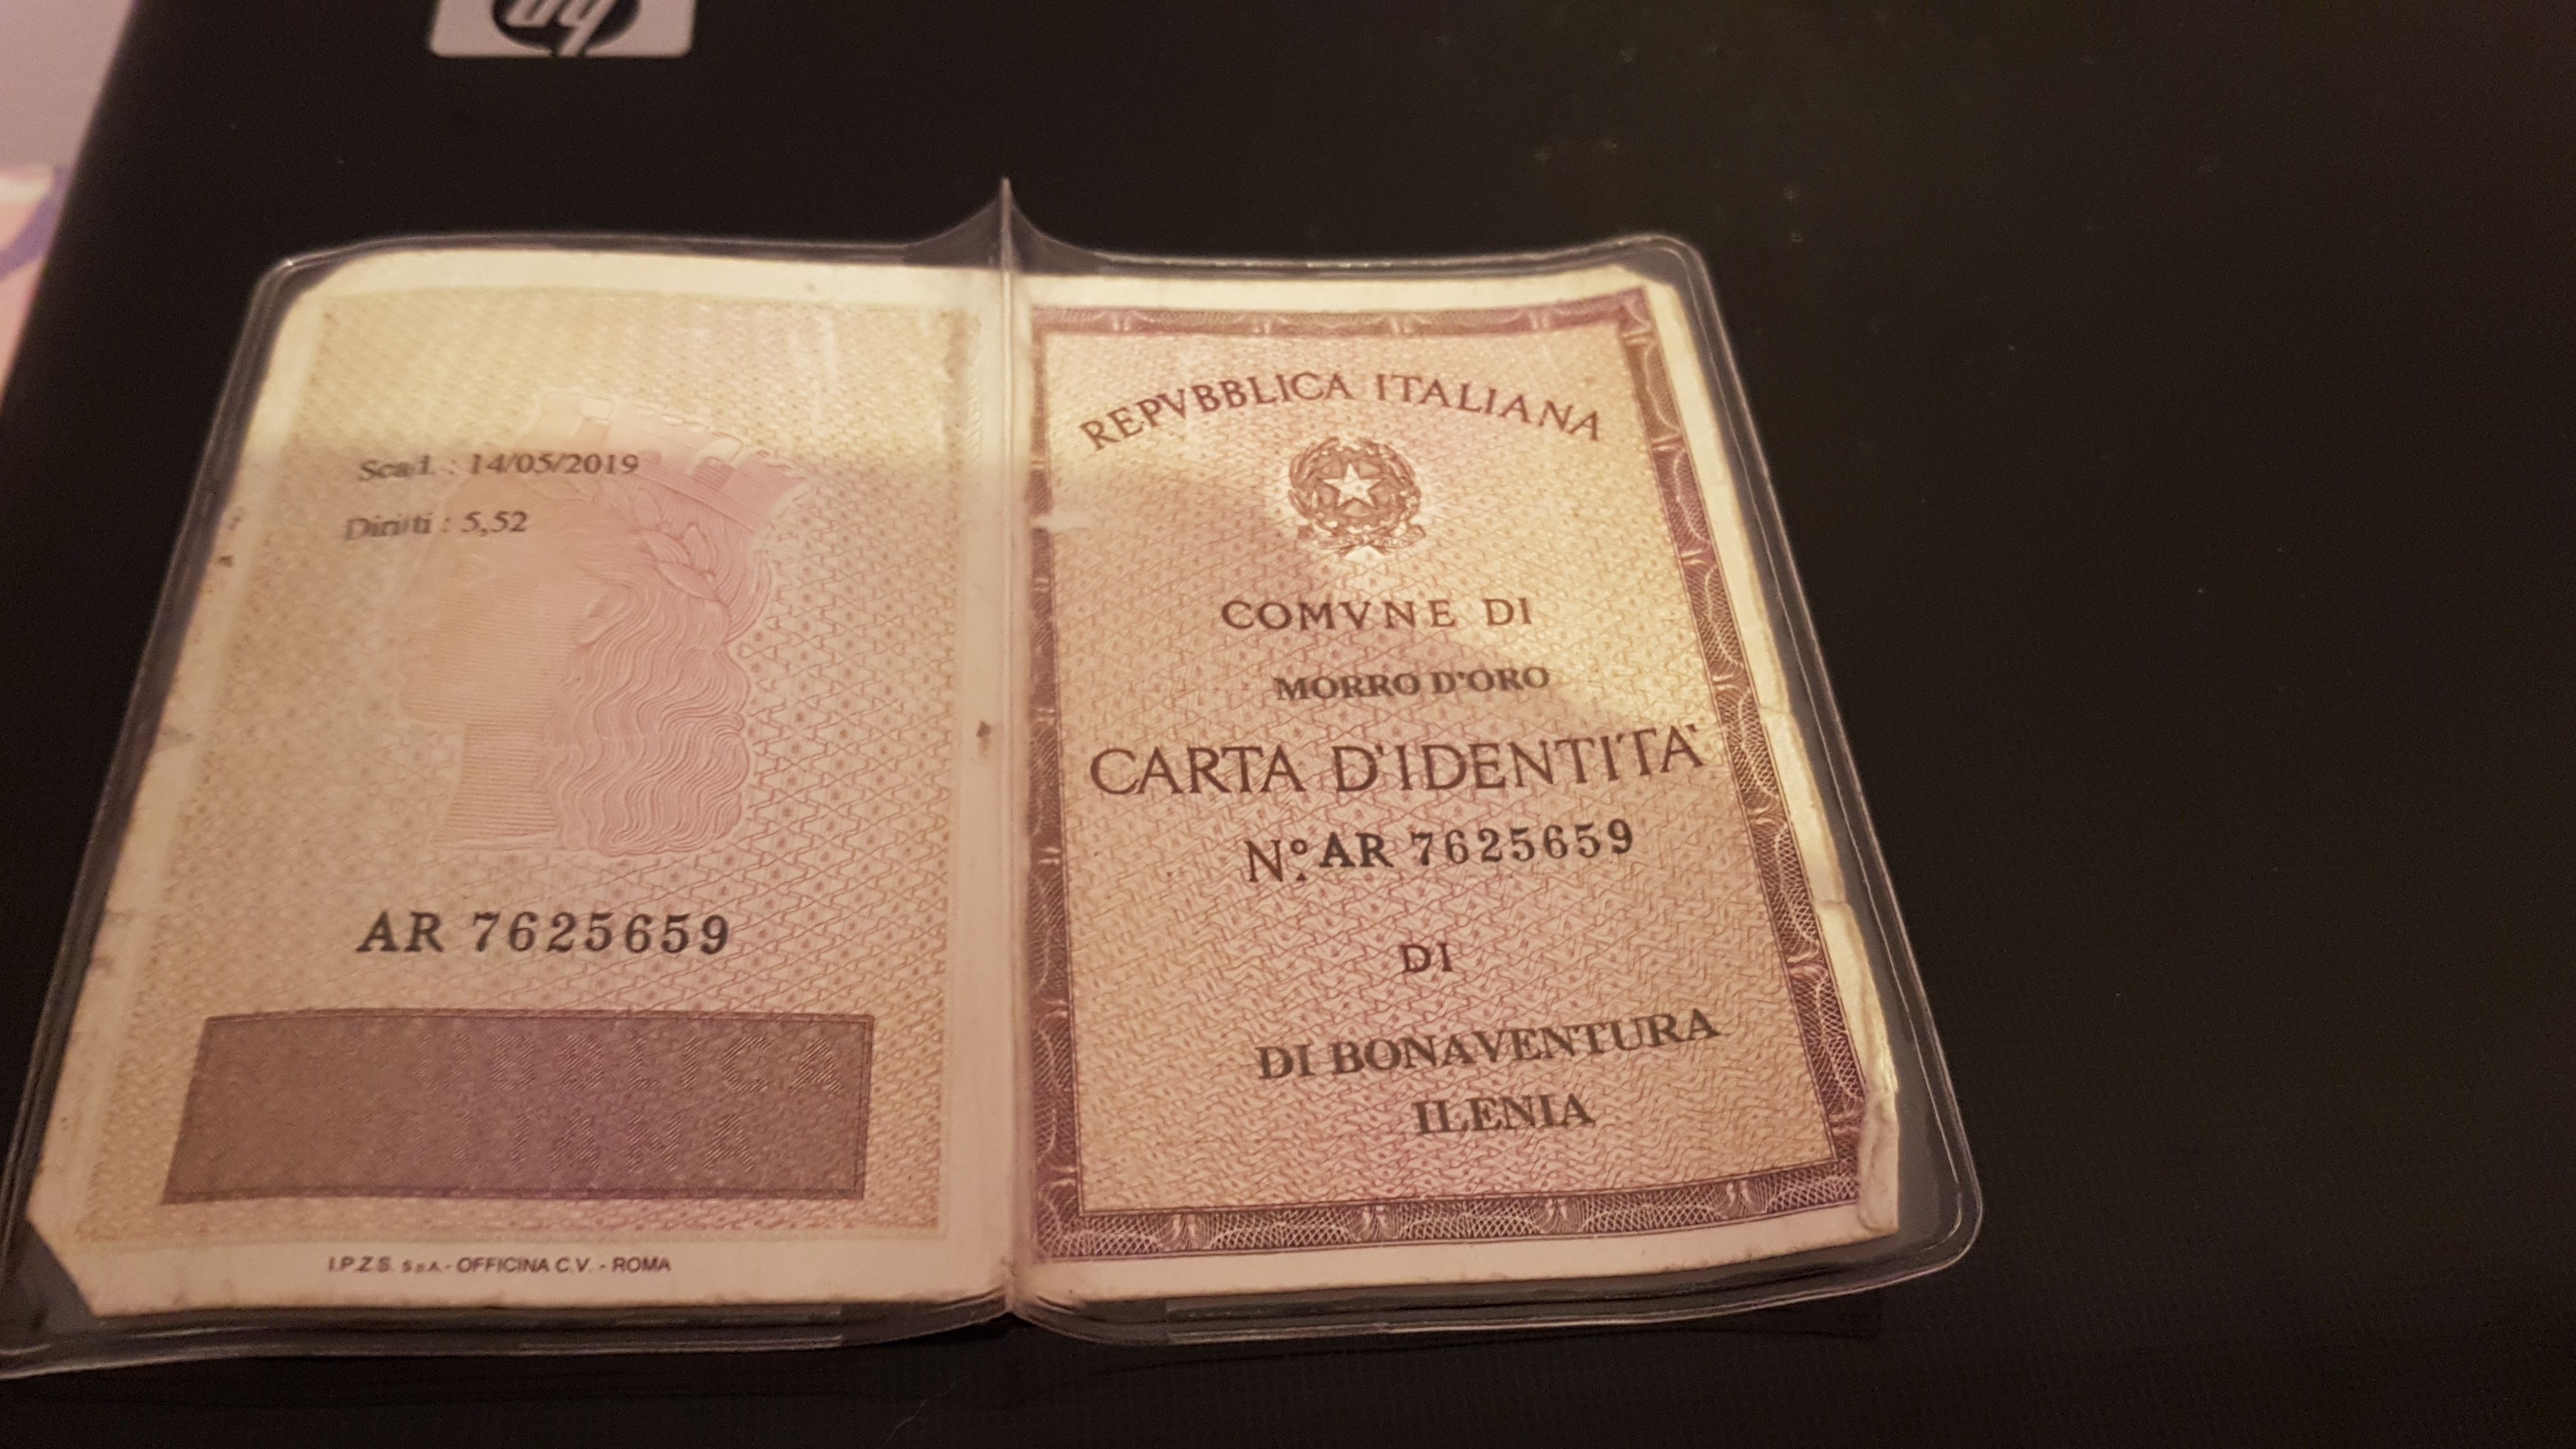 hp
Scad. : 14/05/2019
Diritti : 5,52
AR 7625659
I.P.Z.S. S.p.A. - OFFICINA C.V. - ROMA
REPVBBLICA ITALIANA
COMVNE DI
MORRO D'ORO
CARTA D'IDENTITA'
N.º AR 7625659
DI
DI BONAVENTURA
ILENIA